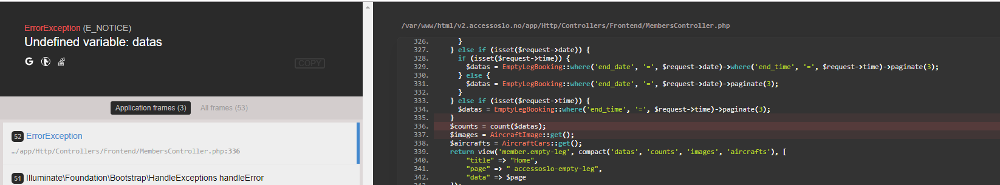 ErrorException (E_NOTICE)
Undefined variable: datas
COPY
Application frames (3) All frames (53)
52 ErrorException
…/app/Http/Controllers/Frontend/MembersController.php:336
51 Illuminate\Foundation\Bootstrap\HandleExceptions handleError
/var/www/html/v2.accessoslo.no/app/Http/Controllers/Frontend/MembersController.php
326. }
327. } else if (isset($request->date)) {
328. if (isset($request->time)) {
329. $datas = EmptyLegBooking::where('end_date', '=', $request->date)->where('end_time', '=', $request->time)->paginate(3);
330. } else {
331. $datas = EmptyLegBooking::where('end_date', '=', $request->date)->paginate(3);
332. }
333. } else if (isset($request->time)) {
334. $datas = EmptyLegBooking::where('end_time', '=', $request->time)->paginate(3);
335. }
336. $counts = count($datas);
337. $images = AircraftImage::get();
338. $aircrafts = AircraftCars::get();
339. return view('member.empty-leg', compact('datas', 'counts', 'images', 'aircrafts'), [
340. "title" => "Home",
341. "page" => " accessoslo-empty-leg",
342. "data" => $page